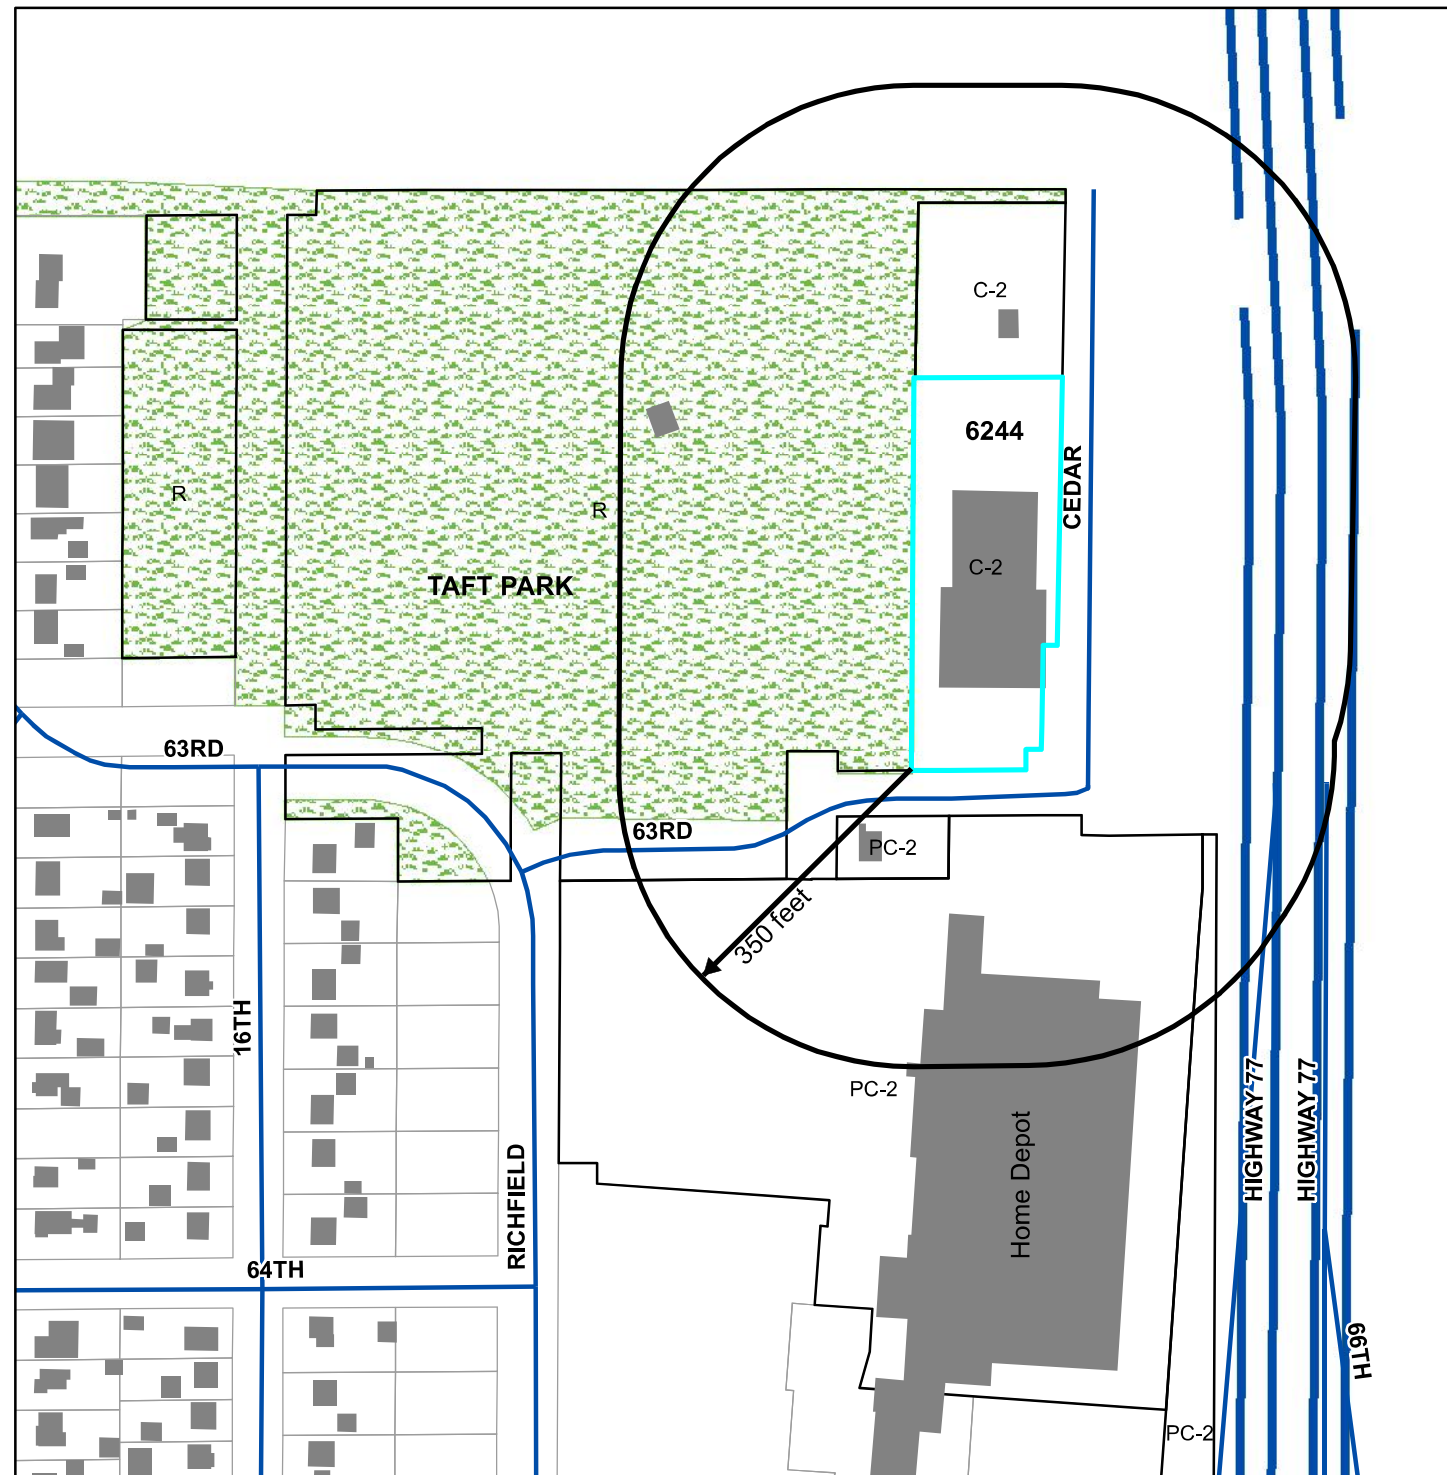 C-2
6244
CEDAR
R
R
C-2
TAFT PARK
63RD
63RD
PC-2
350 feet
16TH
PC-2
HIGHWAY 77
HIGHWAY 77
Home Depot
RICHFIELD
64TH
66TH
PC-2